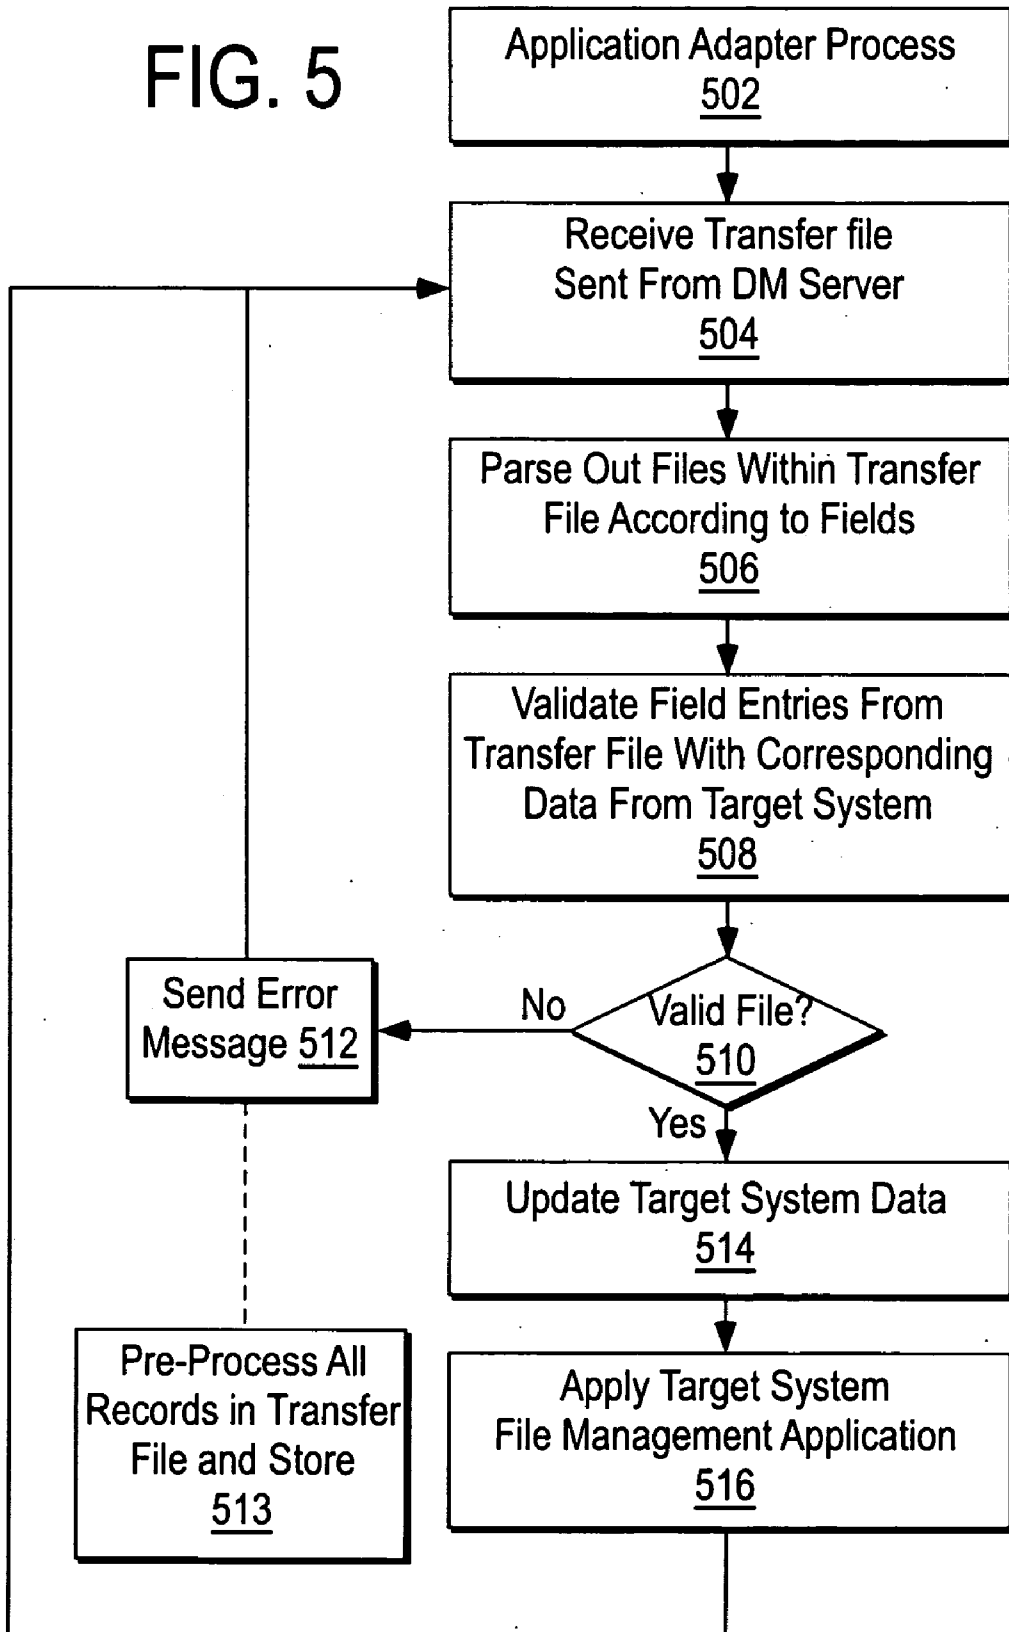 FIG. 5
Application Adapter Process
502
Receive Transfer file
Sent From DM Server
504
Parse Out Files Within Transfer
File According to Fields
506
Validate Field Entries From
Transfer File With Corresponding
Data From Target System
508
Valid File?
510
No
Send Error
Message 512
Yes
Update Target System Data
514
Pre-Process All
Records in Transfer
File and Store
513
Apply Target System
File Management Application
516